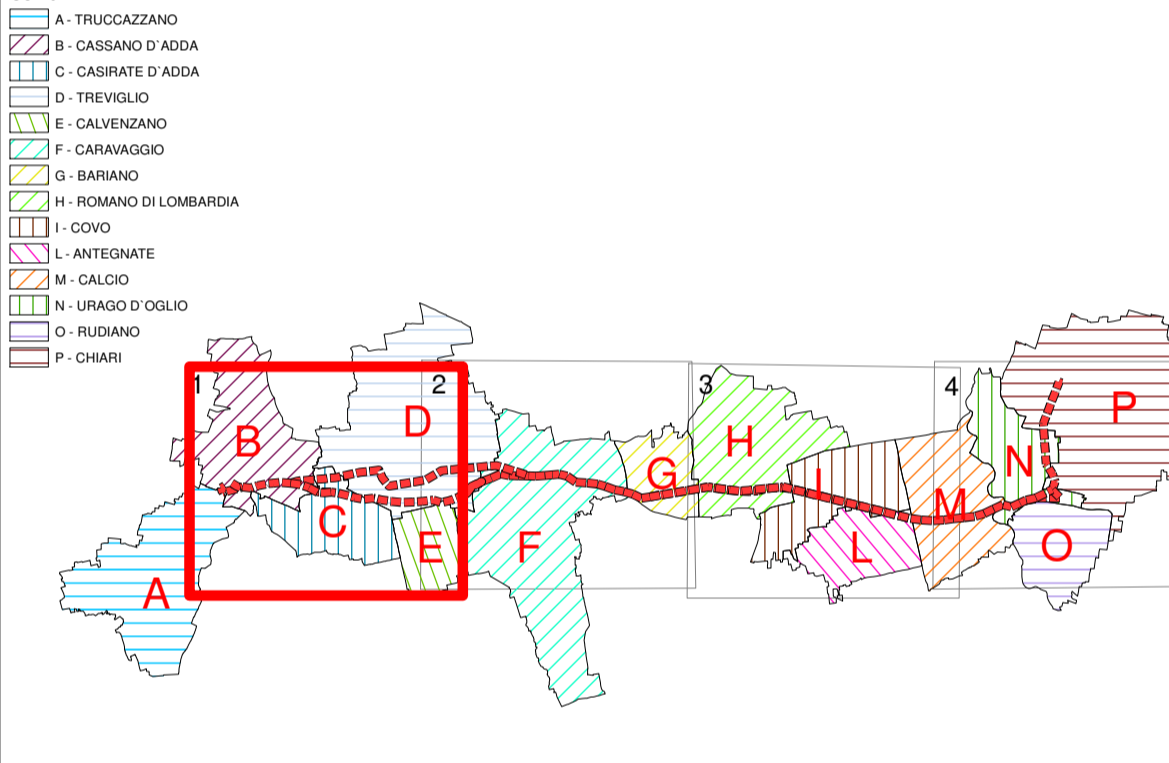 A - TRUCCAZZANO
B - CASSANO D`ADDA
C - CASIRATE D'ADDA
D - TREVIGLIO
E - CALVENZANO
F - CARAVAGGIO
G - BARIANO
H - ROMANO DI LOMBARDIA
I - COVO
L - ANTEGNATE
M - CALCIO
N - URAGO D`OGLIO
O - RUDIANO
P - CHIARI
1
2
3
4
D
P
B
H
G
N
I
M
C
E
F
L
O
A